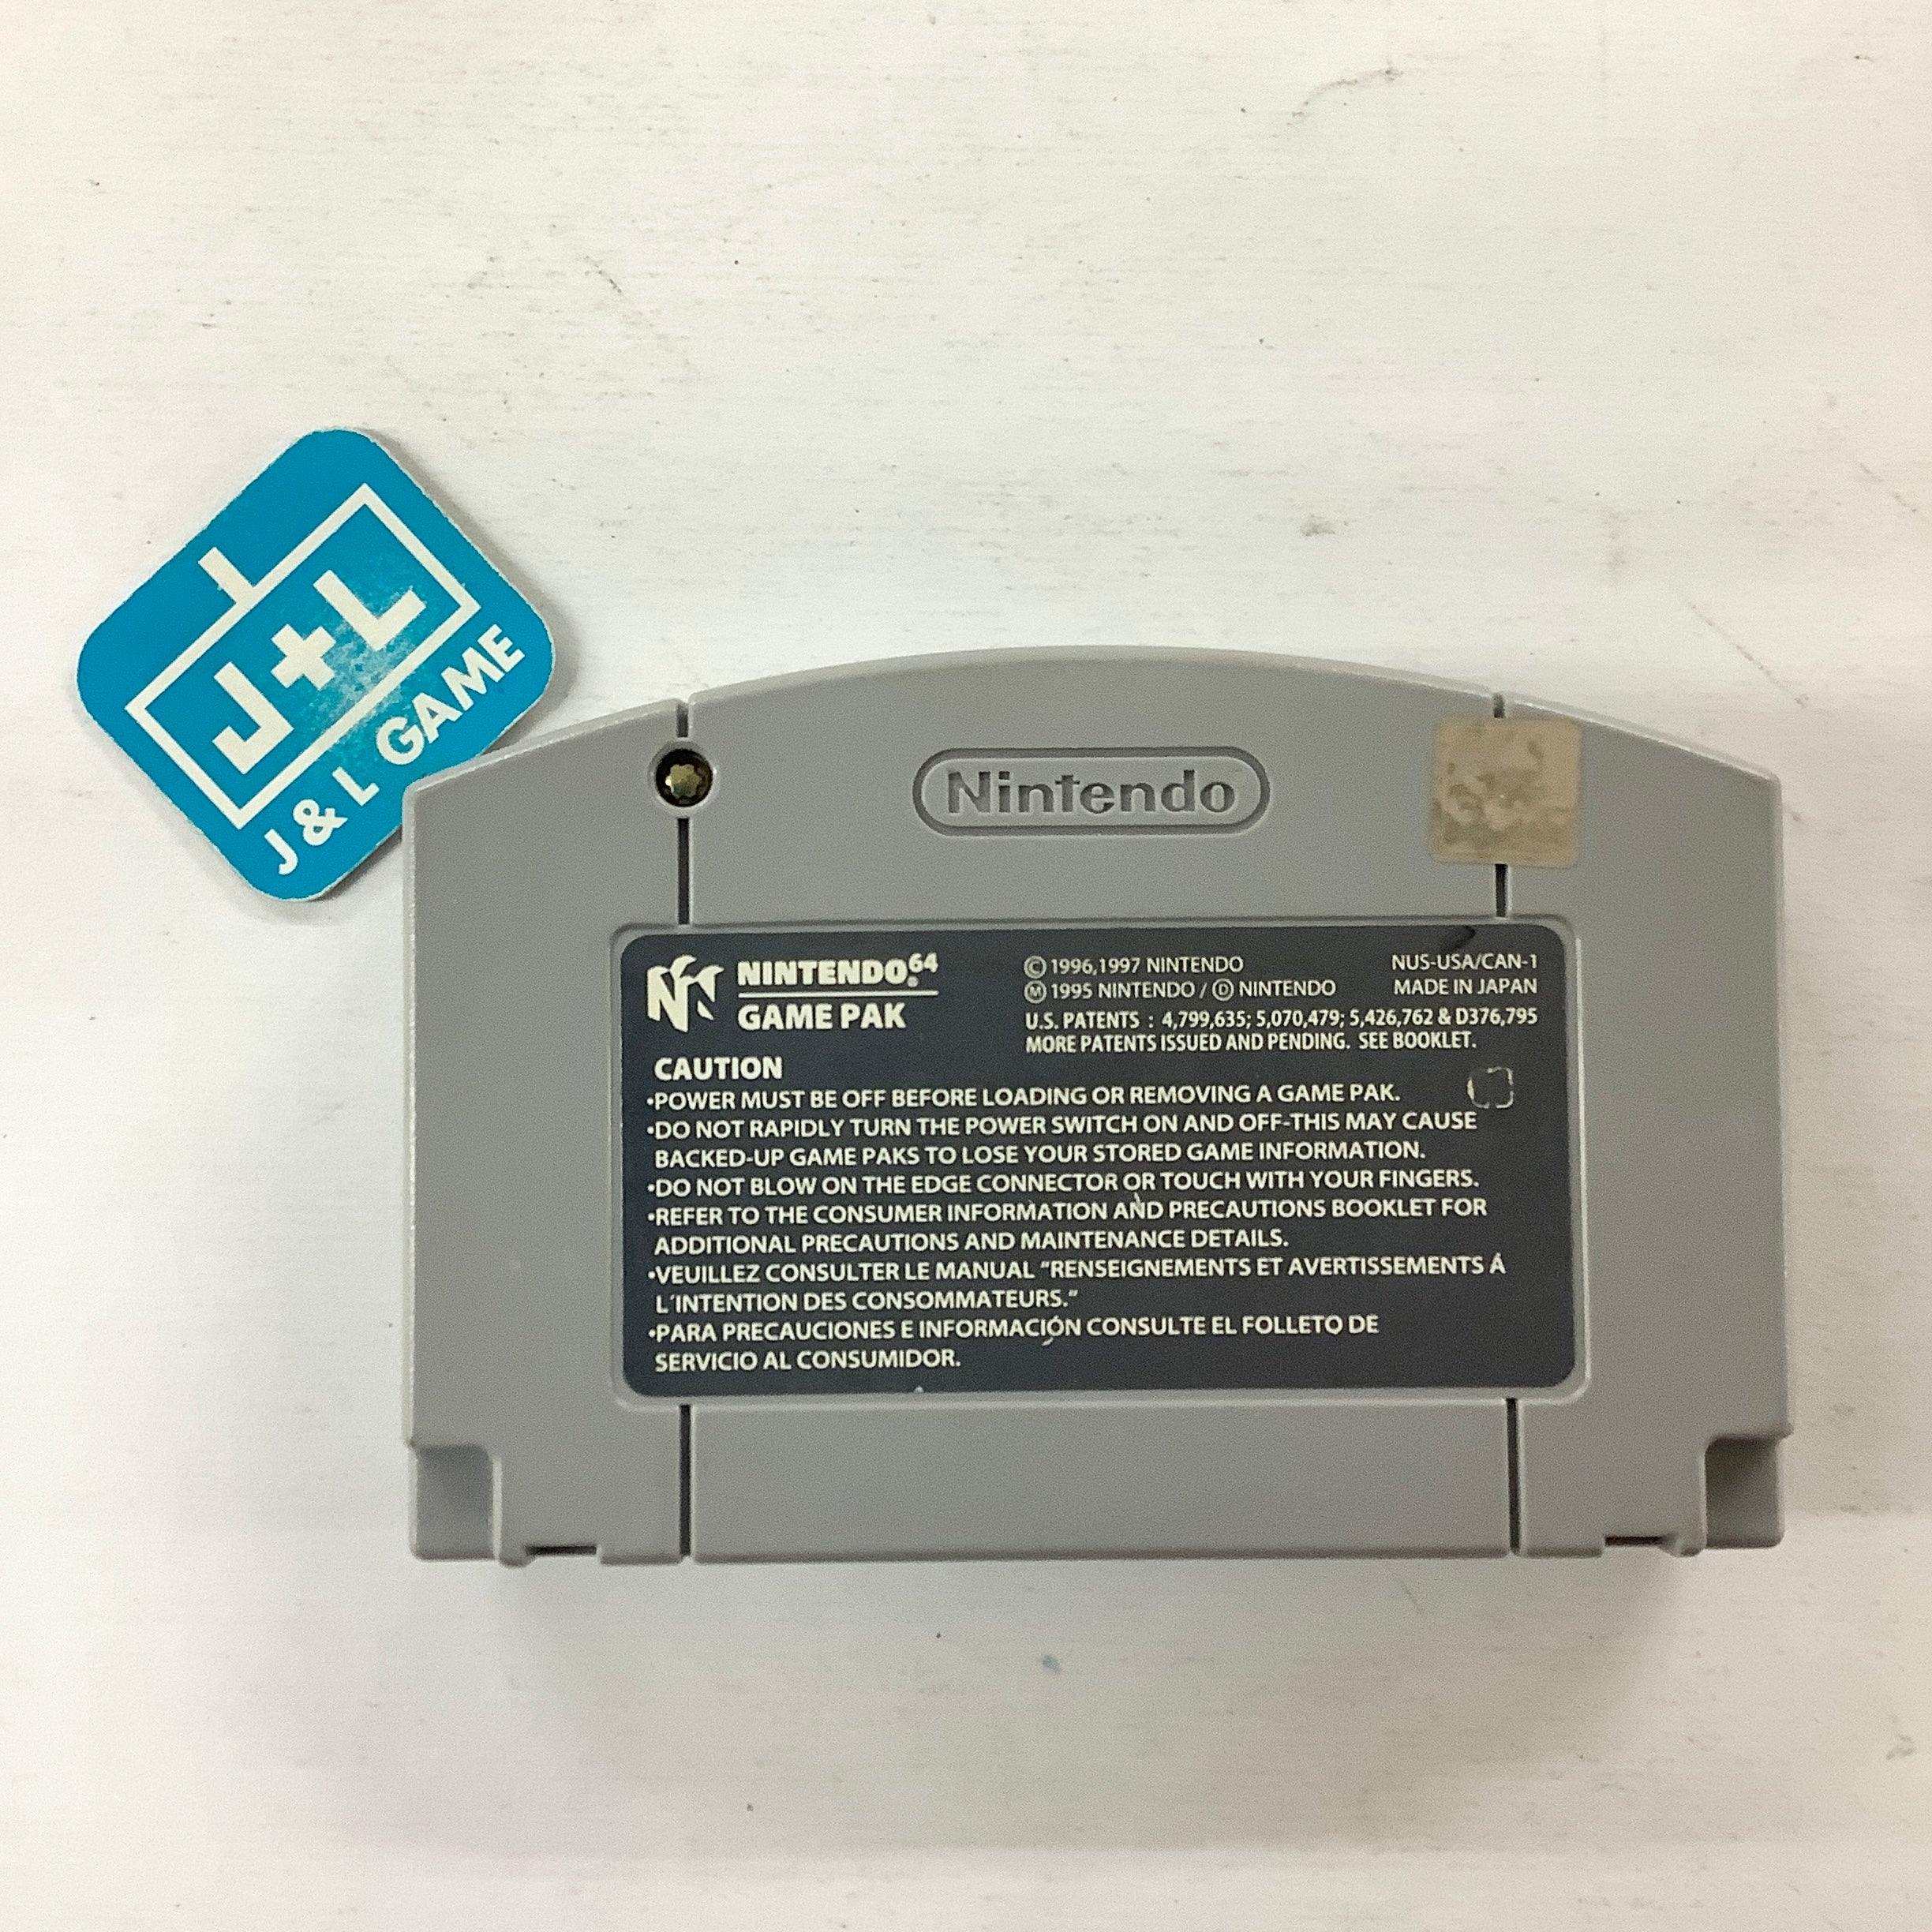 J+L
J & L GAME
Nintendo
NINTENDO 64
GAME PAK
© 1996,1997 NINTENDO
Ⓜ 1995 NINTENDO / Ⓓ NINTENDO
NUS-USA/CAN-1
MADE IN JAPAN
U.S. PATENTS : 4,799,635; 5,070,479; 5,426,762 & D376,795
MORE PATENTS ISSUED AND PENDING. SEE BOOKLET.
CAUTION
•POWER MUST BE OFF BEFORE LOADING OR REMOVING A GAME PAK.
•DO NOT RAPIDLY TURN THE POWER SWITCH ON AND OFF-THIS MAY CAUSE
BACKED-UP GAME PAKS TO LOSE YOUR STORED GAME INFORMATION.
•DO NOT BLOW ON THE EDGE CONNECTOR OR TOUCH WITH YOUR FINGERS.
•REFER TO THE CONSUMER INFORMATION AND PRECAUTIONS BOOKLET FOR
ADDITIONAL PRECAUTIONS AND MAINTENANCE DETAILS.
•VEUILLEZ CONSULTER LE MANUAL "RENSEIGNEMENTS ET AVERTISSEMENTS Á
L'INTENTION DES CONSOMMATEURS."
•PARA PRECAUCIONES E INFORMACIÓN CONSULTE EL FOLLETO DE
SERVICIO AL CONSUMIDOR.